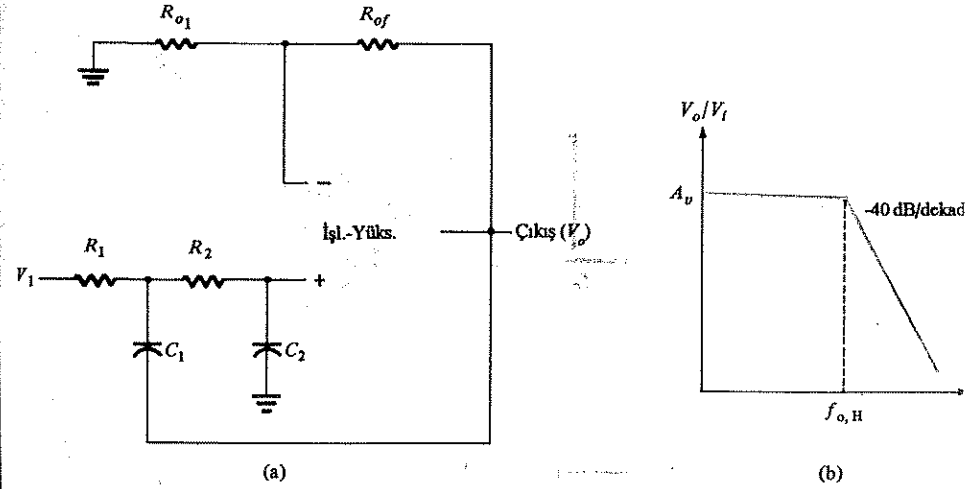 R_{o_1}
R_{of}
−
İşl.-Yüks.
Çıkış (V_o)
R_1
R_2
V_1
+
C_1
C_2
(a)
V_o/V_i
A_v
-40 dB/dekad
f_{o, H}
(b)